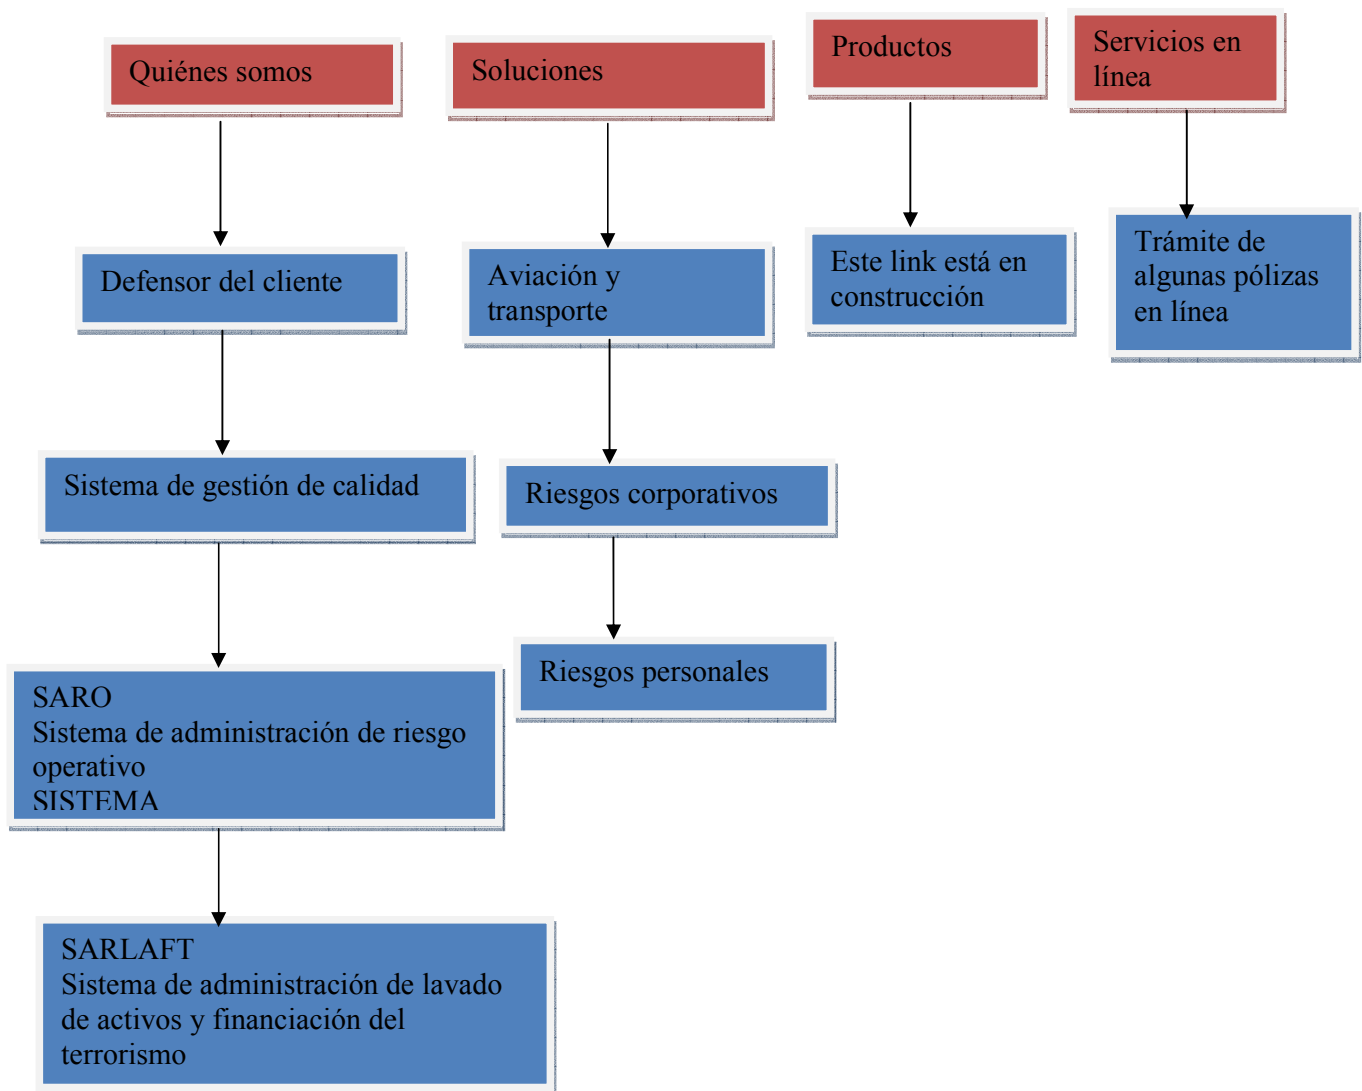 Quiénes somos
Soluciones
Productos
Servicios en
línea
Defensor del cliente
Aviación y
transporte
Este link está en
construcción
Trámite de
algunas pólizas
en línea
Sistema de gestión de calidad
Riesgos corporativos
SARO
Sistema de administración de riesgo
operativo
SISTEMA
Riesgos personales
SARLAFT
Sistema de administración de lavado
de activos y financiación del
terrorismo